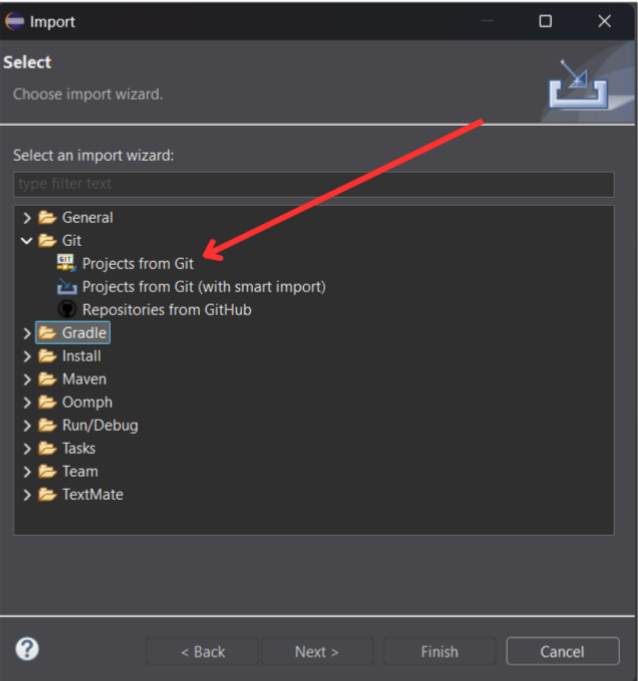 Import
Select
Choose import wizard.
Select an import wizard:
type filter text
General
Git
GIT
Projects from Git
Projects from Git (with smart import)
Repositories from GitHub
Gradle
Install
Maven
Oomph
Run/Debug
Tasks
Team
TextMate
?
< Back
Next >
Finish
Cancel